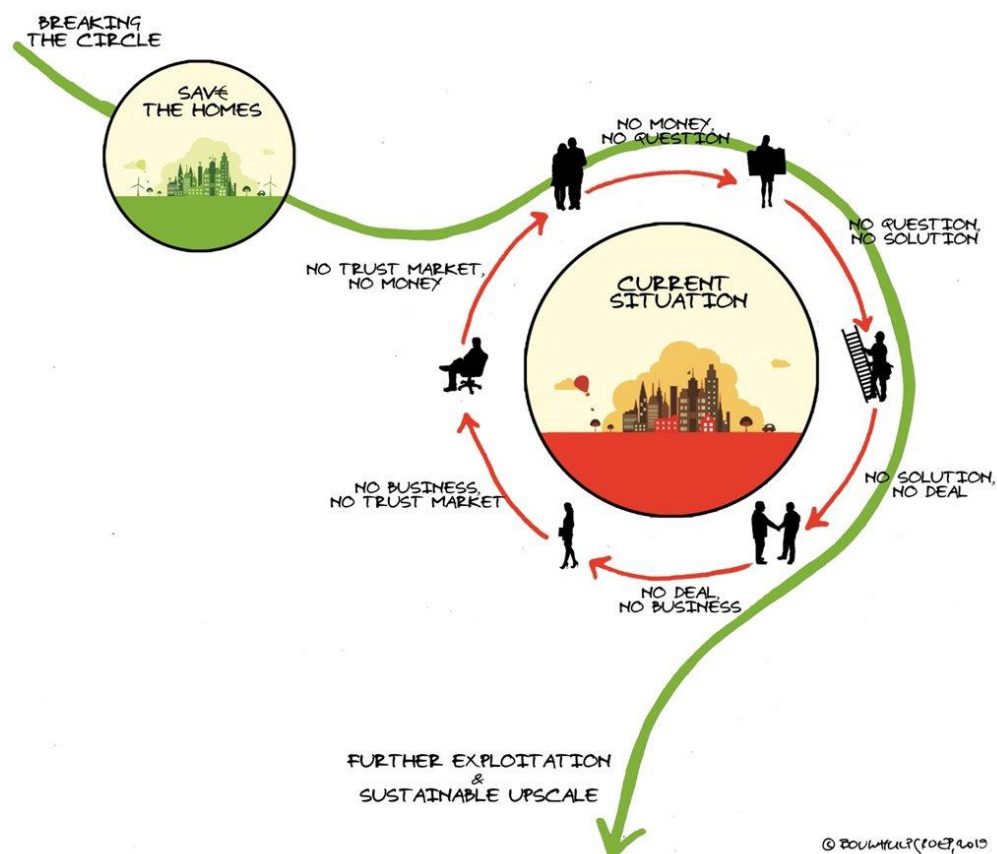 BREAKING
THE CIRCLE
SAV€
THE HOMES
NO MONEY,
NO QUESTION
NO QUESTION,
NO SOLUTION
NO TRUST MARKET,
NO MONEY
CURRENT
SITUATION
NO BUSINESS,
NO TRUST MARKET
NO SOLUTION,
NO DEAL
NO DEAL,
NO BUSINESS
FURTHER EXPLOITATION
&
SUSTAINABLE UPSCALE
© 2019